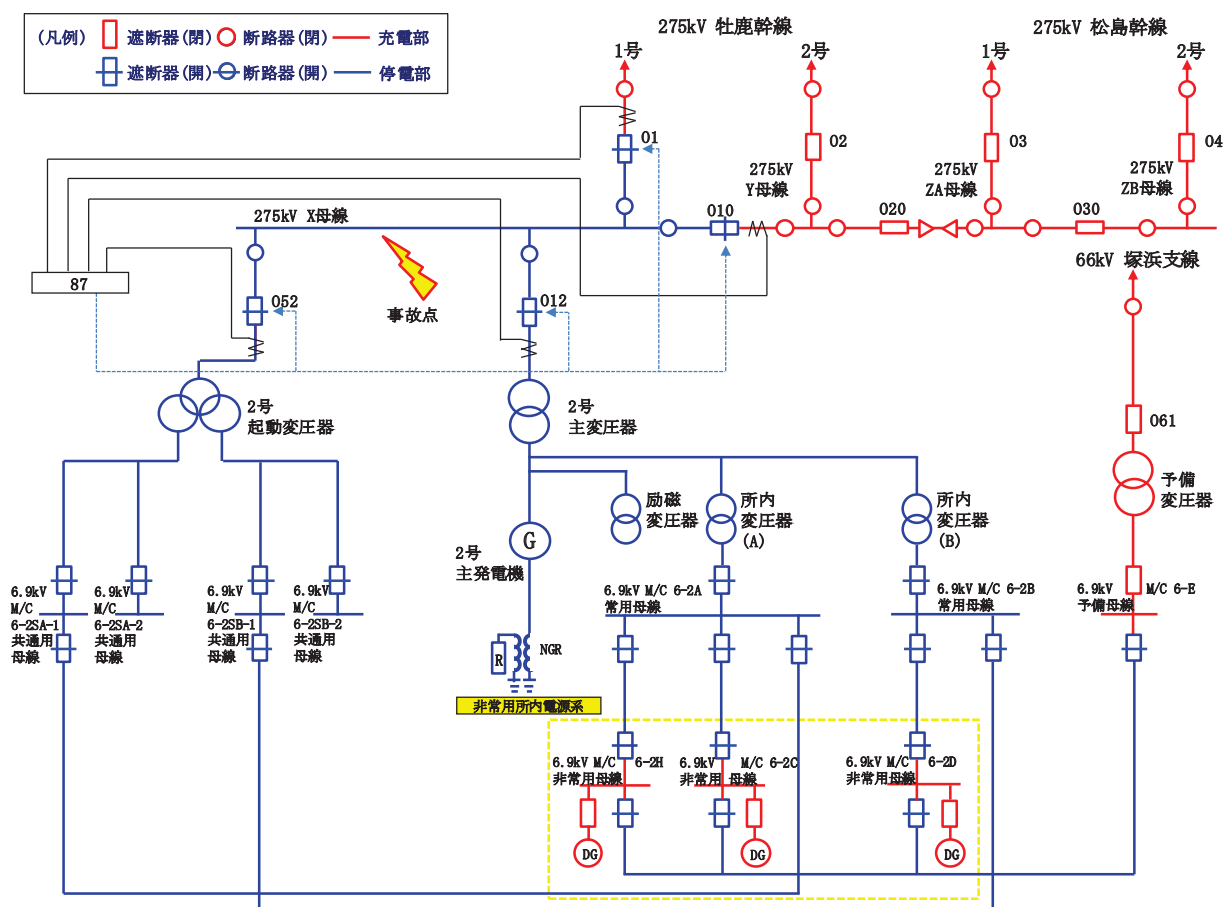 (凡例)
遮断器(閉)
断路器(閉)
充電部
遮断器(開)
断路器(開)
停電部
275kV 牡鹿幹線
275kV 松島幹線
1号
2号
1号
2号
O1
O2
O3
O4
275kV
Y母線
275kV
ZA母線
275kV
ZB母線
275kV X母線
O10
O20
O30
66kV 塚浜支線
87
O52
O12
事故点
O61
2号
起動変圧器
2号
主変圧器
予備
変圧器
励磁
変圧器
所内
変圧器
(A)
所内
変圧器
(B)
G
2号
主発電機
6.9kV
M/C
6-2SA-1
共通用
母線
6.9kV
M/C
6-2SA-2
共通用
母線
6.9kV
M/C
6-2SB-1
共通用
母線
6.9kV
M/C
6-2SB-2
共通用
母線
6.9kV M/C 6-2A
常用母線
6.9kV M/C 6-2B
常用母線
6.9kV M/C 6-E
予備母線
R
NGR
非常用所内電源系
6.9kV M/C 6-2H
非常用母線
6.9kV M/C 6-2C
非常用 母線
6.9kV M/C 6-2D
非常用母線
DG
DG
DG